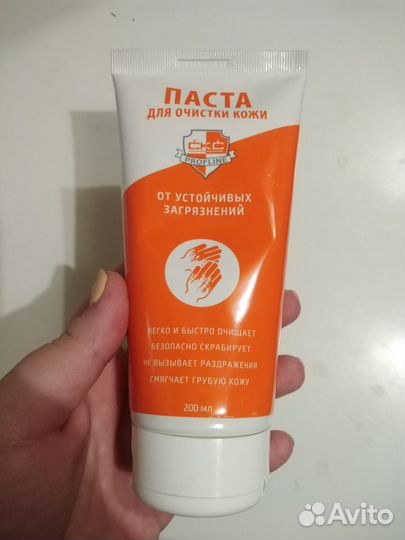 ПАСТА
ДЛЯ ОЧИСТКИ КОЖИ
СКС
PROFLINE
ОТ УСТОЙЧИВЫХ
ЗАГРЯЗНЕНИЙ
ЛЕГКО И БЫСТРО ОЧИЩАЕТ
БЕЗОПАСНО СКРАБИРУЕТ
НЕ ВЫЗЫВАЕТ РАЗДРАЖЕНИЯ
СМЯГЧАЕТ ГРУБУЮ КОЖУ
200 МЛ
Avito